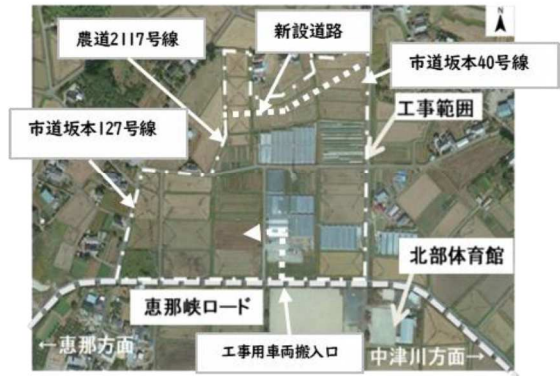 N
新設道路
農道2117号線
市道坂本40号線
工事範囲
市道坂本127号線
北部体育館
恵那峡ロード
工事用車両搬入口
←恵那方面
中津川方面→